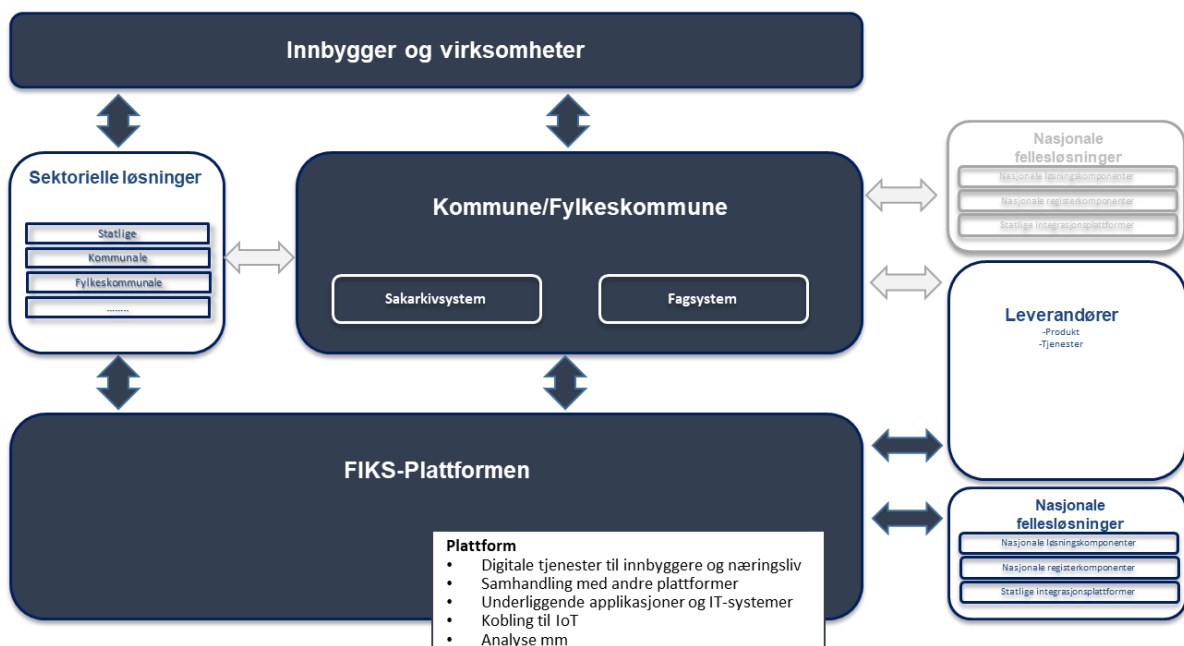 Innbygger og virksomheter
Sektorielle løsninger
Statlige
Kommunale
Fylkeskommunale
........
Kommune/Fylkeskommune
Sakarkivsystem
Fagsystem
Nasjonale
fellesløsninger
Nasjonale løsningskomponenter
Nasjonale registerkomponenter
Statlige integrasjonsplattformer
Leverandører
-Produkt
-Tjenester
FIKS-Plattformen
Plattform
• Digitale tjenester til innbyggere og næringsliv
• Samhandling med andre plattformer
• Underliggende applikasjoner og IT-systemer
• Kobling til IoT
• Analyse mm
Nasjonale
fellesløsninger
Nasjonale løsningskomponenter
Nasjonale registerkomponenter
Statlige integrasjonsplattformer